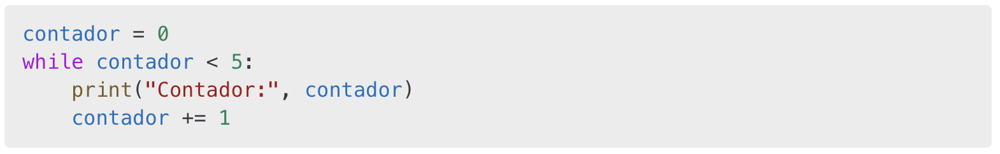 contador = 0
while contador < 5:
    print("Contador:", contador)
    contador += 1